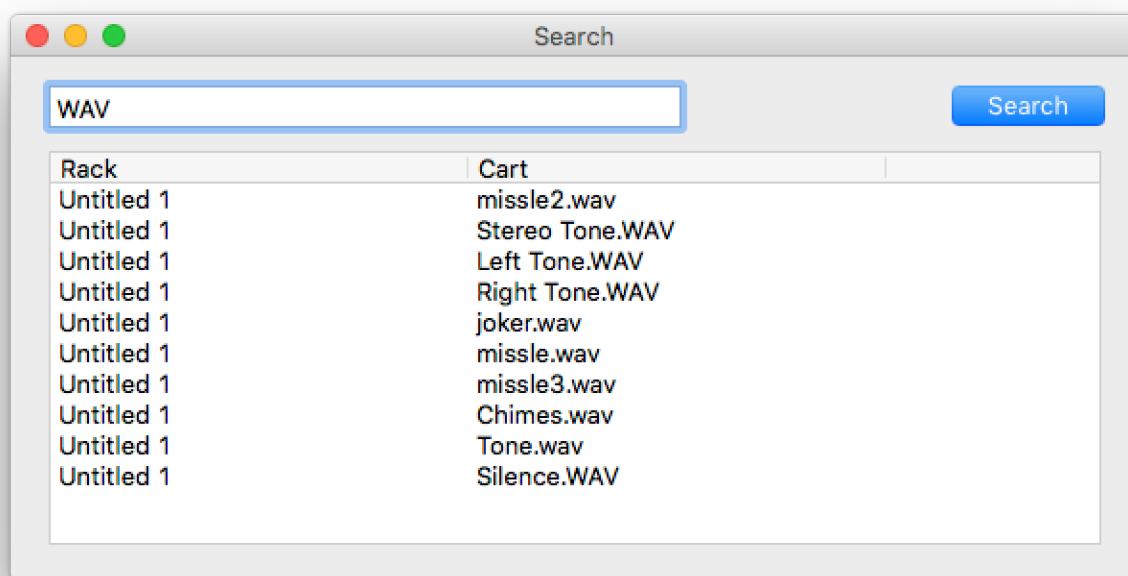 Search
WAV
Search
Rack Cart
Untitled 1 missle2.wav
Untitled 1 Stereo Tone.WAV
Untitled 1 Left Tone.WAV
Untitled 1 Right Tone.WAV
Untitled 1 joker.wav
Untitled 1 missle.wav
Untitled 1 missle3.wav
Untitled 1 Chimes.wav
Untitled 1 Tone.wav
Untitled 1 Silence.WAV